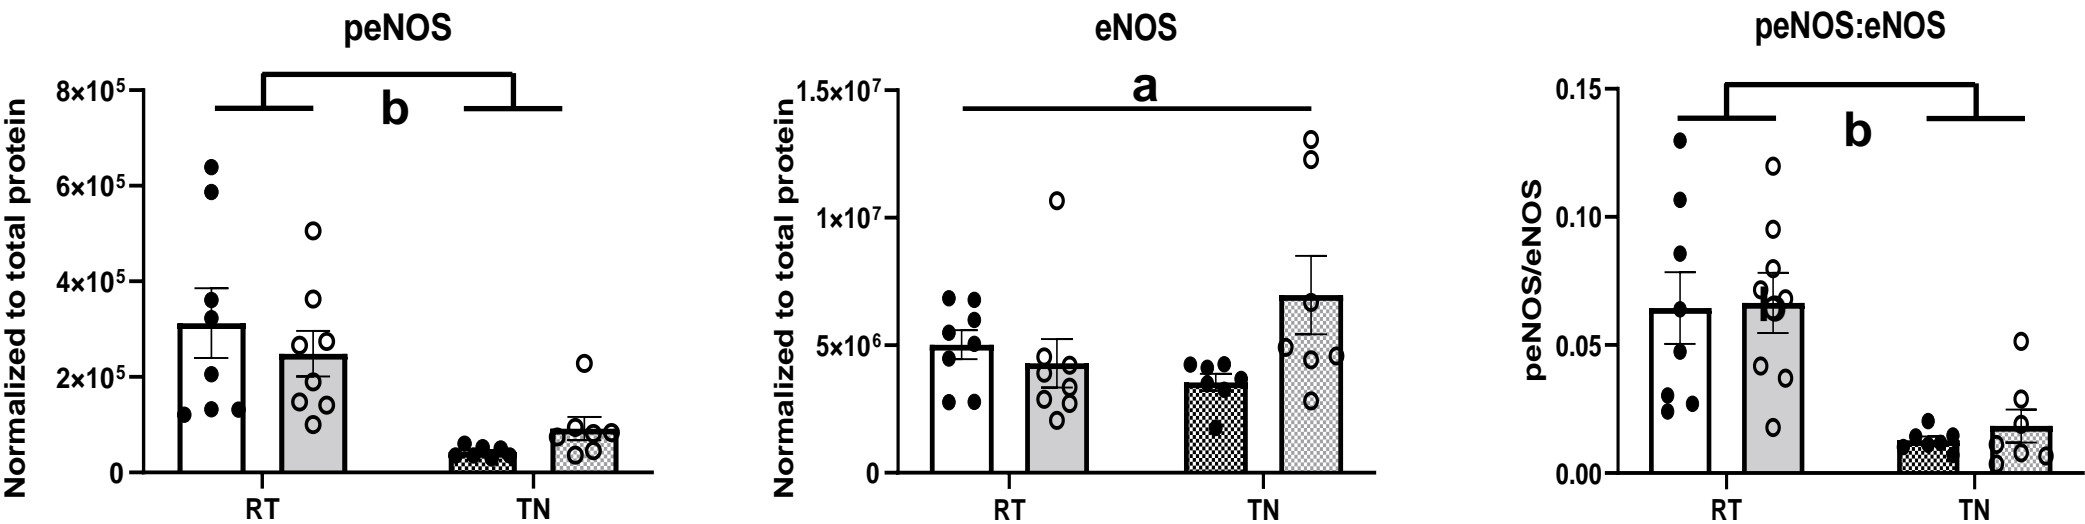 peNOS
Normalized to total protein
8×10⁵
6×10⁵
4×10⁵
2×10⁵
0
b
RT
TN
eNOS
Normalized to total protein
1.5×10⁷
1×10⁷
5×10⁶
0
a
RT
TN
peNOS:eNOS
peNOS/eNOS
0.15
0.10
0.05
0.00
b
b
RT
TN